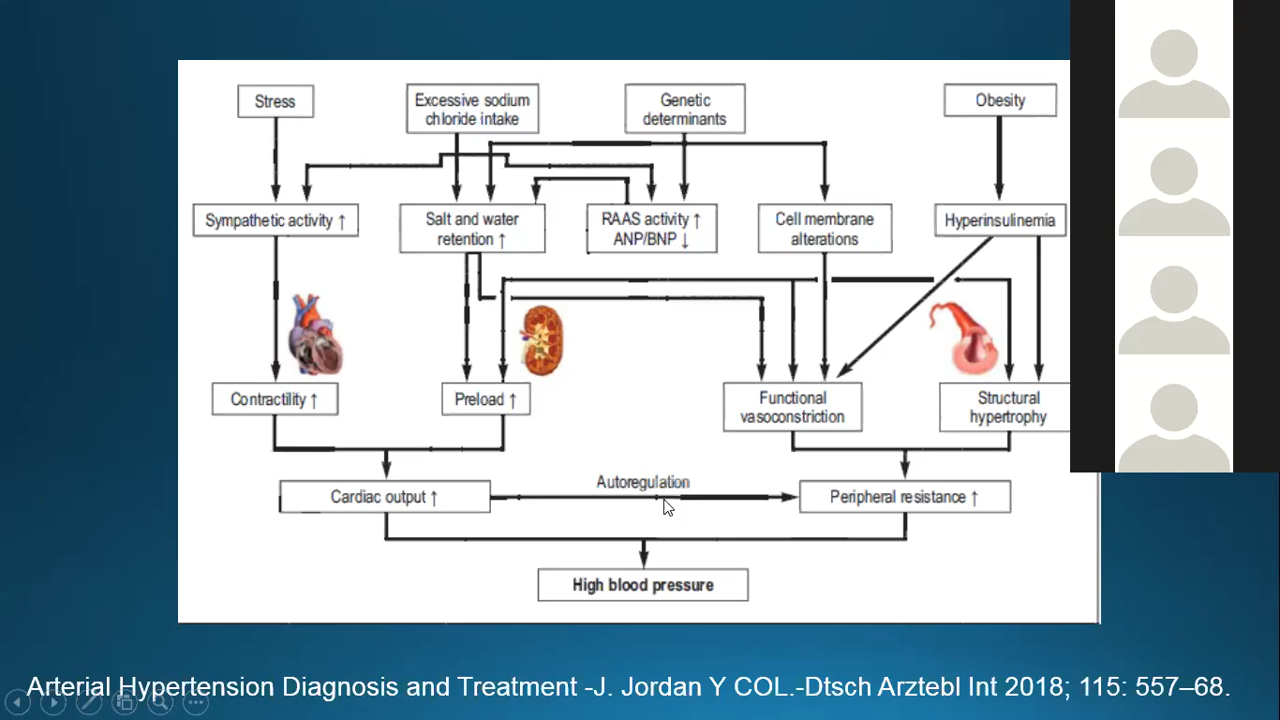 Stress
Excessive sodium
chloride intake
Genetic
determinants
Obesity
Sympathetic activity ↑
Salt and water
retention ↑
RAAS activity ↑
ANP/BNP ↓
Cell membrane
alterations
Hyperinsulinemia
Contractility ↑
Preload ↑
Functional
vasoconstriction
Structural
hypertrophy
Cardiac output ↑
Autoregulation
Peripheral resistance ↑
High blood pressure
Arterial Hypertension Diagnosis and Treatment -J. Jordan Y COL.-Dtsch Arztebl Int 2018; 115: 557–68.